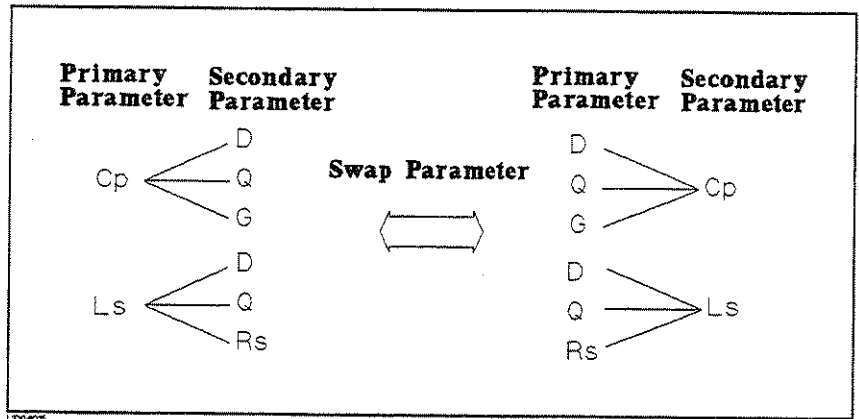 Primary Parameter
Secondary Parameter
D
Cp
Q
G
D
Ls
Q
Rs
Swap Parameter
Primary Parameter
Secondary Parameter
D
Q
Cp
G
D
Q
Ls
Rs